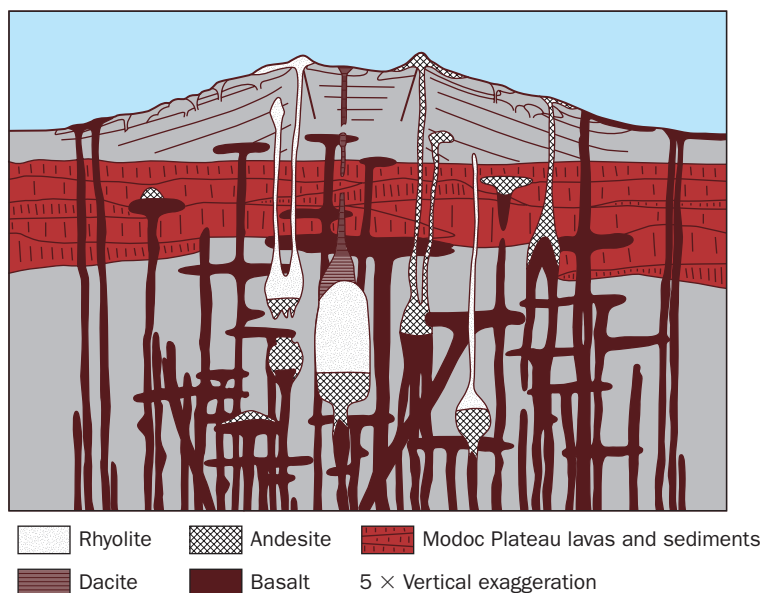 Rhyolite Andesite Modoc Plateau lavas and sediments
Dacite Basalt 5 × Vertical exaggeration